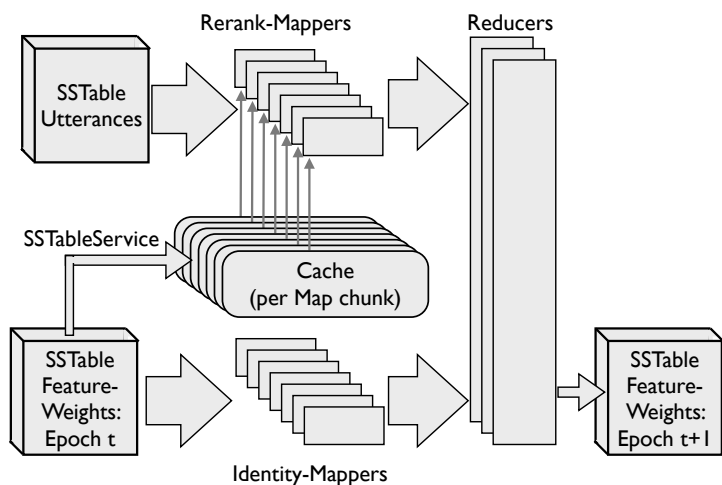 Rerank-Mappers
Reducers
SSTable
Utterances
SSTableService
Cache
(per Map chunk)
SSTable
Feature-
Weights:
Epoch t
Identity-Mappers
SSTable
Feature-
Weights:
Epoch t+1